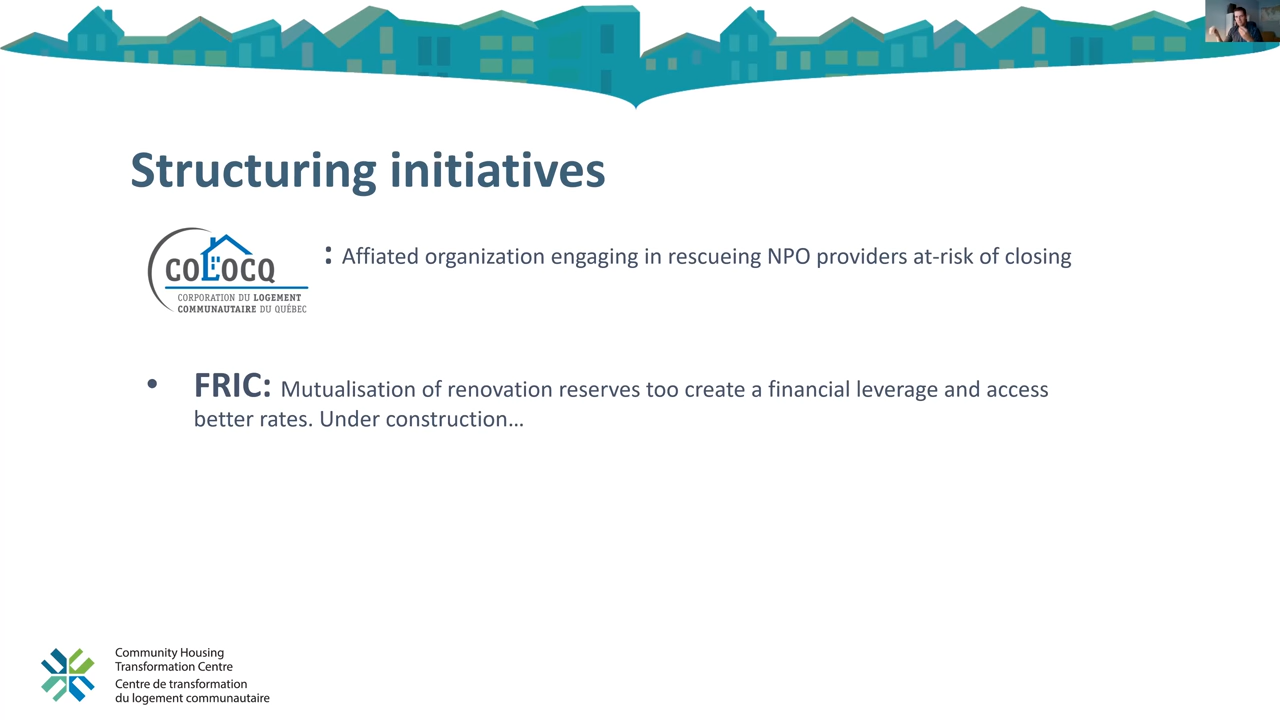 Structuring initiatives
COLOCQ
CORPORATION DU LOGEMENT
COMMUNAUTAIRE DU QUÉBEC
: Affiated organization engaging in rescueing NPO providers at-risk of closing
• FRIC: Mutualisation of renovation reserves too create a financial leverage and access
better rates. Under construction…
Community Housing
Transformation Centre
Centre de transformation
du logement communautaire